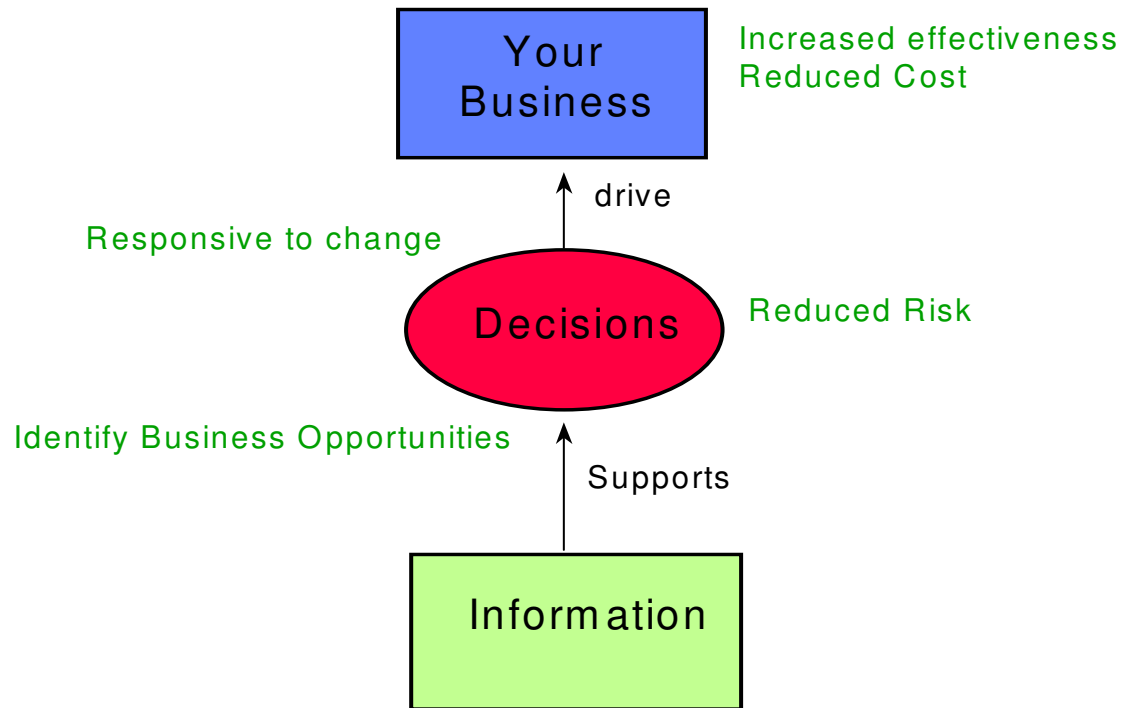 Your
Business
Increased effectiveness
Reduced Cost
drive
Responsive to change
Decisions
Reduced Risk
Identify Business Opportunities
Supports
Information